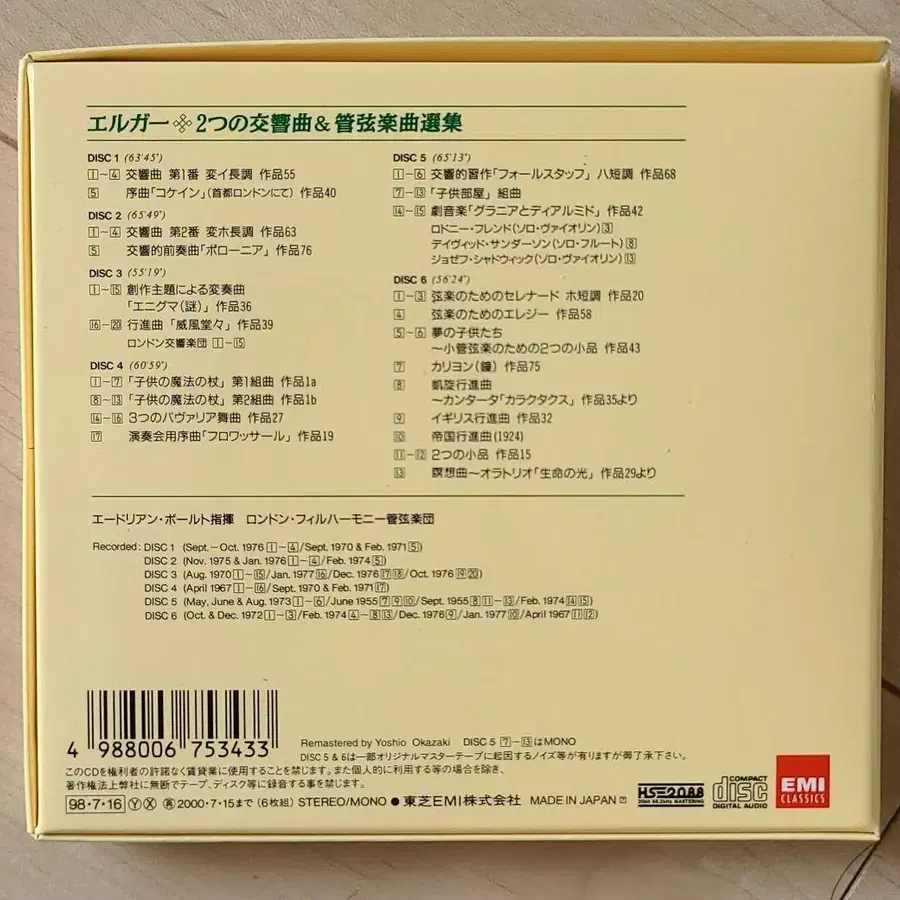 エルガー 2つの交響曲&管弦楽曲選集
DISC 1 (63'45")
1~4 交響曲 第1番 変イ長調 作品55
5 序曲「コケイン」(首都ロンドンにて) 作品40
DISC 2 (65'49")
1~4 交響曲 第2番 変ホ長調 作品63
5 交響的前奏曲「ポローニア」 作品76
DISC 3 (55'19")
1~15 創作主題による変奏曲
「エニグマ(謎)」 作品36
16~20 行進曲 「威風堂々」 作品39
ロンドン交響楽団 1~15
DISC 4 (60'59")
1~7 「子供の魔法の杖」 第1組曲 作品1a
8~13 「子供の魔法の杖」 第2組曲 作品1b
14~16 3つのバヴァリア舞曲 作品27
17 演奏会用序曲「フロワッサール」 作品19
DISC 5 (65'13")
1~6 交響的習作「フォールスタッフ」 ハ短調 作品68
7~13 「子供部屋」 組曲
14~15 劇音楽「グラニアとディアルミド」 作品42
ロドニー・フレンド(ソロ・ヴァイオリン) 3
デイヴィッド・サンダーソン(ソロ・フルート) 8
ジョゼフ・シャドウィック(ソロ・ヴァイオリン) 13
DISC 6 (56'24")
1~3 弦楽のためのセレナード ホ短調 作品20
4 弦楽のためのエレジー 作品58
5~6 夢の子供たち
~小管弦楽のための2つの小品 作品43
7 カリヨン(鐘) 作品75
8 凱旋行進曲
~カンタータ「カラクタクス」 作品35より
9 イギリス行進曲 作品32
10 帝国行進曲(1924)
11~12 2つの小品 作品15
13 瞑想曲~オラトリオ「生命の光」 作品29より
エードリアン・ボールト指揮 ロンドン・フィルハーモニー管弦楽団
Recorded: DISC 1 (Sept.~Oct. 1976 1~4/Sept. 1970 & Feb. 1971 5)
DISC 2 (Nov. 1975 & Jan. 1976 1~4/Feb. 1974 5)
DISC 3 (Aug. 1970 1~15/Jan. 1977 16/Dec. 1976 17 18/Oct. 1976 19 20)
DISC 4 (April 1967 1~16/Sept. 1970 & Feb. 1971 17)
DISC 5 (May, June & Aug. 1973 1~6/June 1955 7 9 10/Sept. 1955 8 11~13/Feb. 1974 14 15)
DISC 6 (Oct. & Dec. 1972 1~3/Feb. 1974 4~8 13/Dec. 1976 9/Jan. 1977 10/April 1967 11 12)
4 988006 753433
Remastered by Yoshio Okazaki DISC 5 7~13はMONO
DISC 5 & 6は一部オリジナルマスターテープに起因するノイズ等が有りますが御了承下さい。
このCDを権利者の許諾なく賃貸業に使用することを禁じます。また個人的に利用する等の場合を除き、
著作権法上弊社に無断でテープ、ディスク等に録音する事を禁じます。
98・7・16 Ⓨ Ⓧ 再 2000・7・15まで (6枚組) STEREO/MONO ● 東芝EMI株式会社 MADE IN JAPAN
HS2088
20bit 88.2kHz MASTERING
COMPACT
disc
DIGITAL AUDIO
EMI
CLASSICS